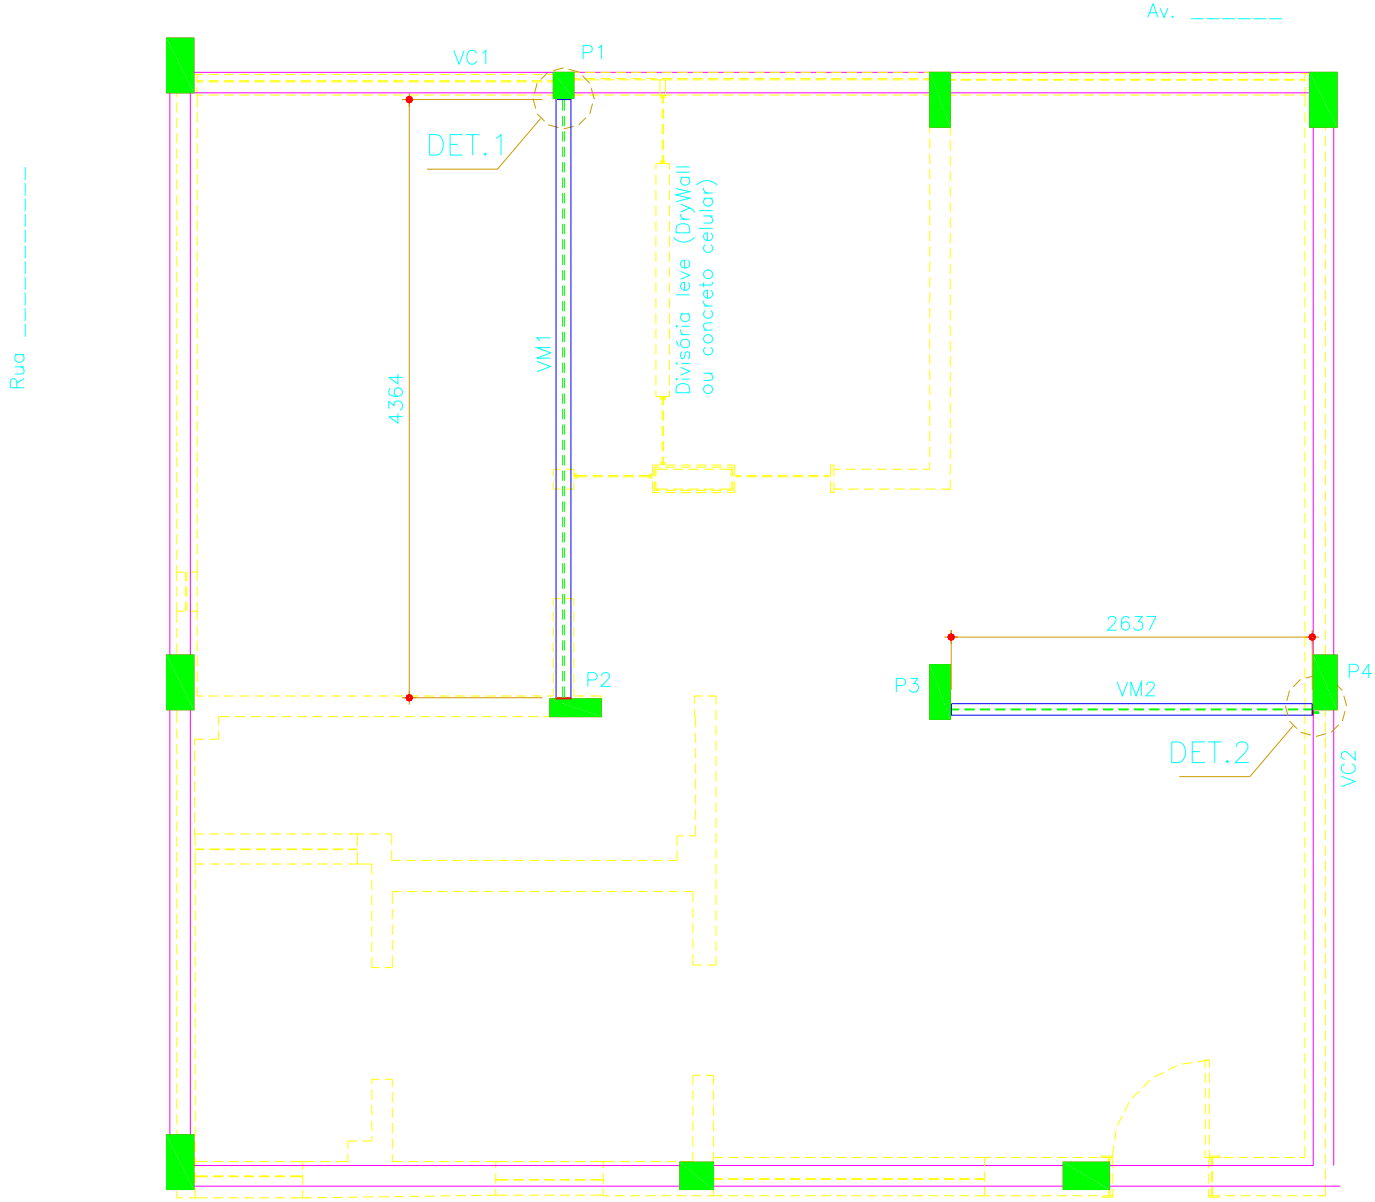 Av. ______
VC1
P1
DET.1
Rua ___________
Divisória leve (DryWall
ou concreto celular)
VM1
4364
2637
P2
P3
P4
VM2
DET.2
VC2